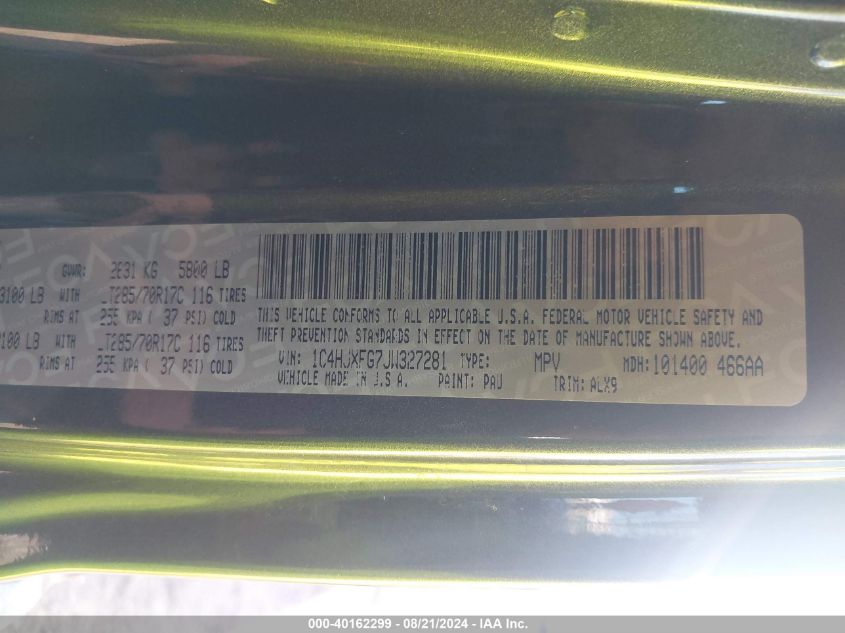 GVWR: 2631 KG 5800 LB
3100 LB WITH LT285/70R17C 116 TIRES
RIMS AT 255 KPA ( 37 PSI) COLD
100 LB WITH LT285/70R17C 116 TIRES
RIMS AT 255 KPA ( 37 PSI) COLD
THIS VEHICLE CONFORMS TO ALL APPLICABLE U.S.A. FEDERAL MOTOR VEHICLE SAFETY AND
THEFT PREVENTION STANDARDS IN EFFECT ON THE DATE OF MANUFACTURE SHOWN ABOVE.
VIN: 1C4HJXFG7JW327281 TYPE: MPV MDH:101400 466AA
VEHICLE MADE IN U.S.A. PAINT: PAU TRIM: ALX9
000-40162299 - 08/21/2024 - IAA Inc.